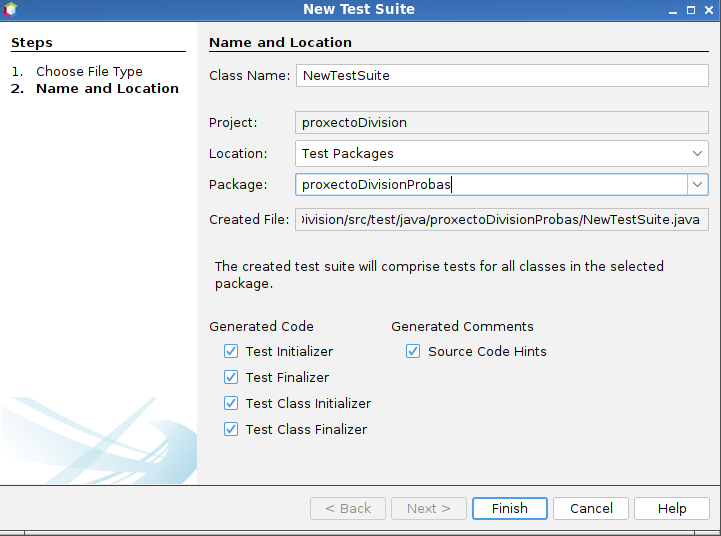 New Test Suite
Steps
1. Choose File Type
2. Name and Location
Name and Location
Class Name: NewTestSuite
Project: proxectoDivision
Location: Test Packages
Package: proxectoDivisionProbas
Created File: )ivision/src/test/java/proxectoDivisionProbas/NewTestSuite.java
The created test suite will comprise tests for all classes in the selected
package.
Generated Code
Generated Comments
Test Initializer
Source Code Hints
Test Finalizer
Test Class Initializer
Test Class Finalizer
< Back
Next >
Finish
Cancel
Help